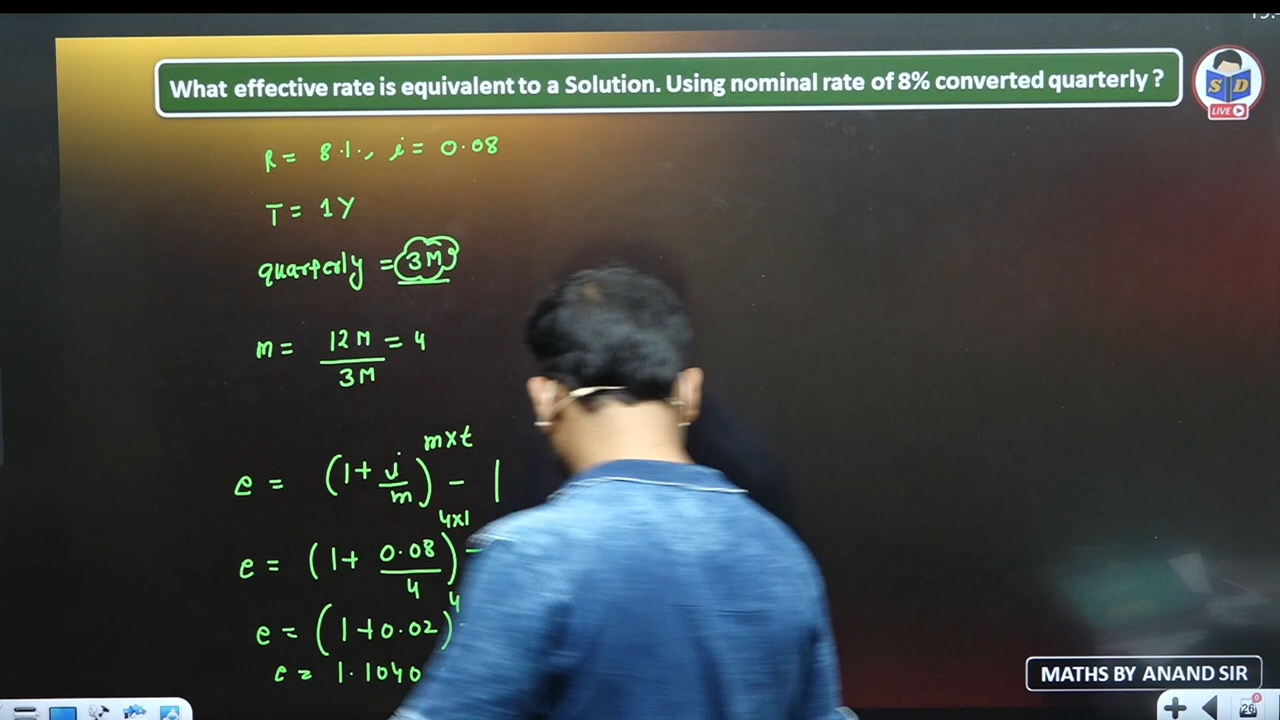 What effective rate is equivalent to a Solution. Using nominal rate of 8% converted quarterly ?
S D
LIVE
R = 8%, i = 0.08
T = 1Y
quarterly = 3M
m = 12M / 3M = 4
e = (1 + i/m)^m×t - 1
e = (1 + 0.08/4)^4×1 -
e = (1+0.02)^4
e = 1.1040
MATHS BY ANAND SIR
26